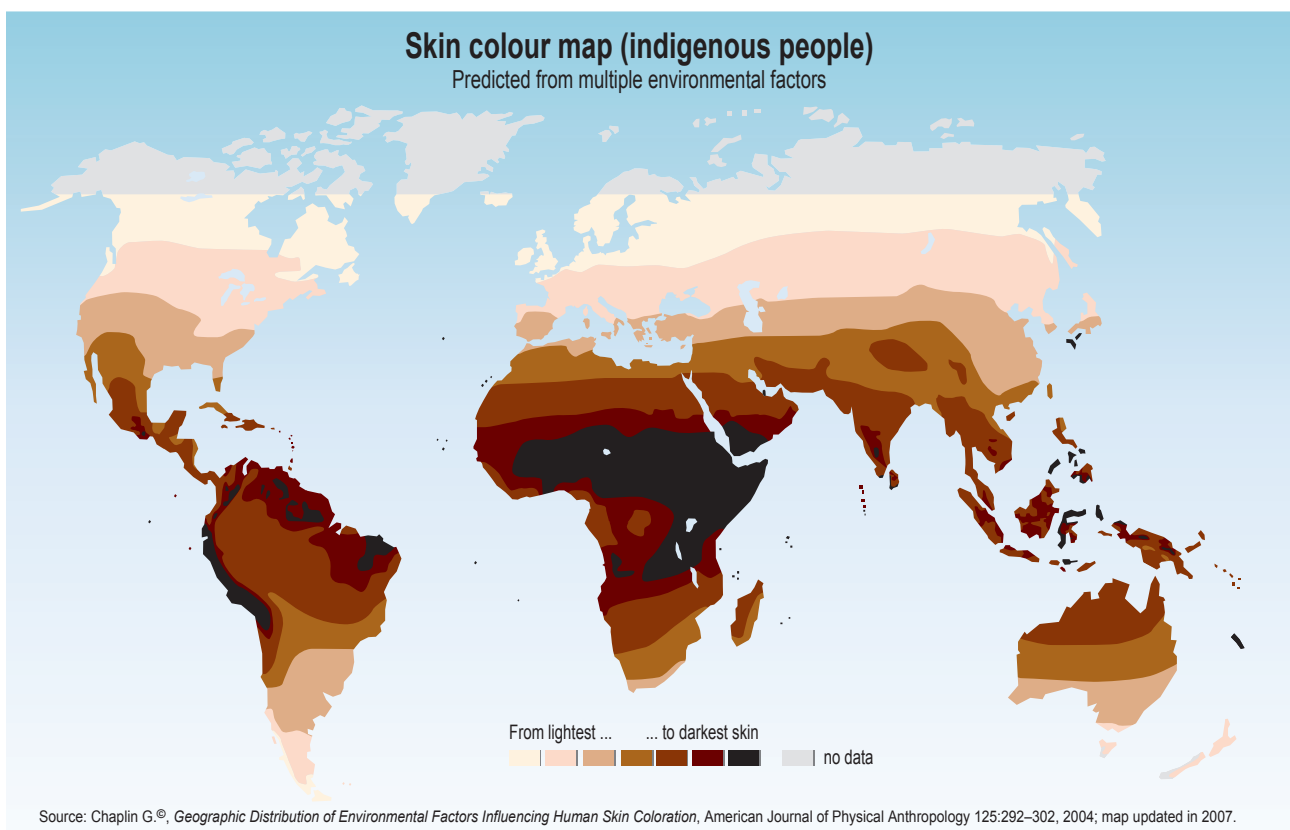 Skin colour map (indigenous people)
Predicted from multiple environmental factors
From lightest ... ... to darkest skin
no data
Source: Chaplin G.©, Geographic Distribution of Environmental Factors Influencing Human Skin Coloration, American Journal of Physical Anthropology 125:292–302, 2004; map updated in 2007.